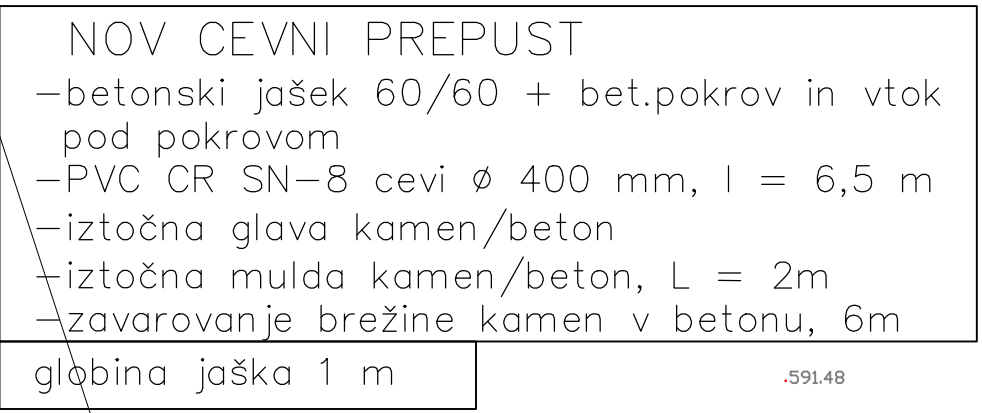 NOV CEVNI PREPUST
-betonski jašek 60/60 + bet.pokrov in vtok
pod pokrovom
-PVC CR SN-8 cevi ø 400 mm, l = 6,5 m
-iztočna glava kamen/beton
-iztočna mulda kamen/beton, L = 2m
-zavarovanje brežine kamen v betonu, 6m
globina jaška 1 m
.591.48